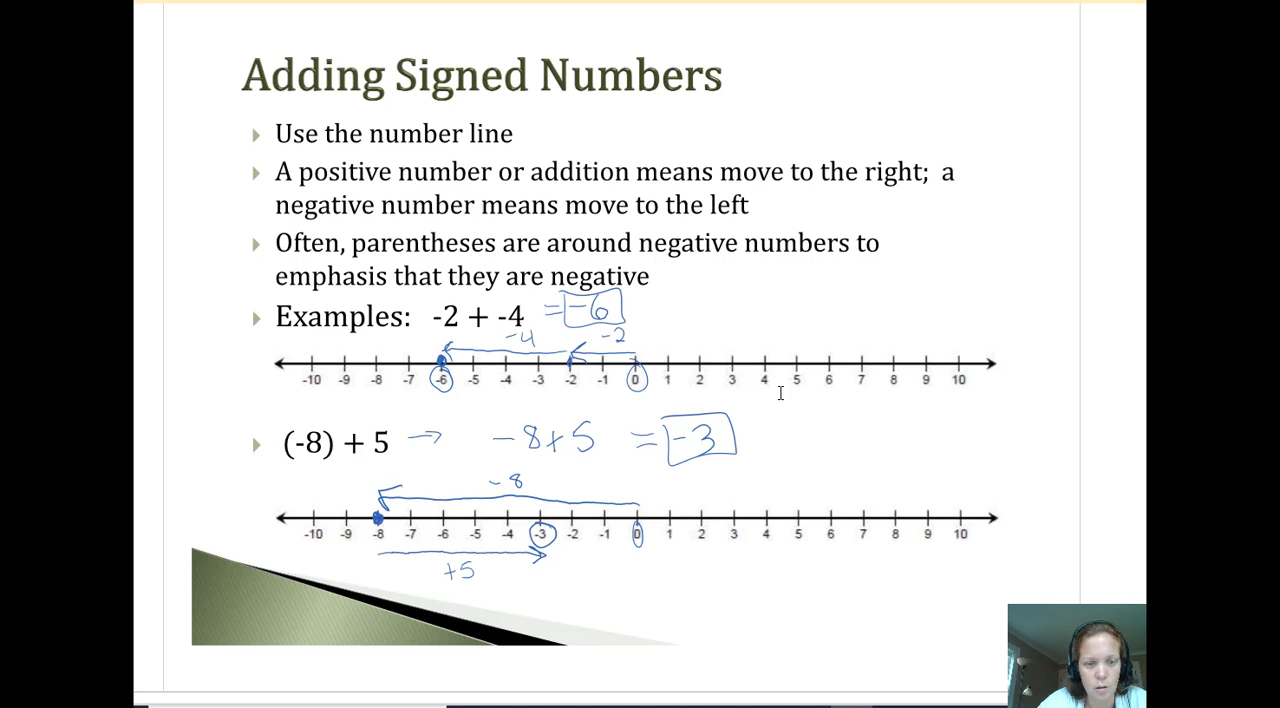 Adding Signed Numbers
Use the number line
A positive number or addition means move to the right; a
negative number means move to the left
Often, parentheses are around negative numbers to
emphasis that they are negative
Examples: -2 + -4 = -6
-4 -2
-10 -9 -8 -7 -6 -5 -4 -3 -2 -1 0 1 2 3 4 5 6 7 8 9 10
(-8) + 5 → -8+5 = -3
-8
-10 -9 -8 -7 -6 -5 -4 -3 -2 -1 0 1 2 3 4 5 6 7 8 9 10
+5